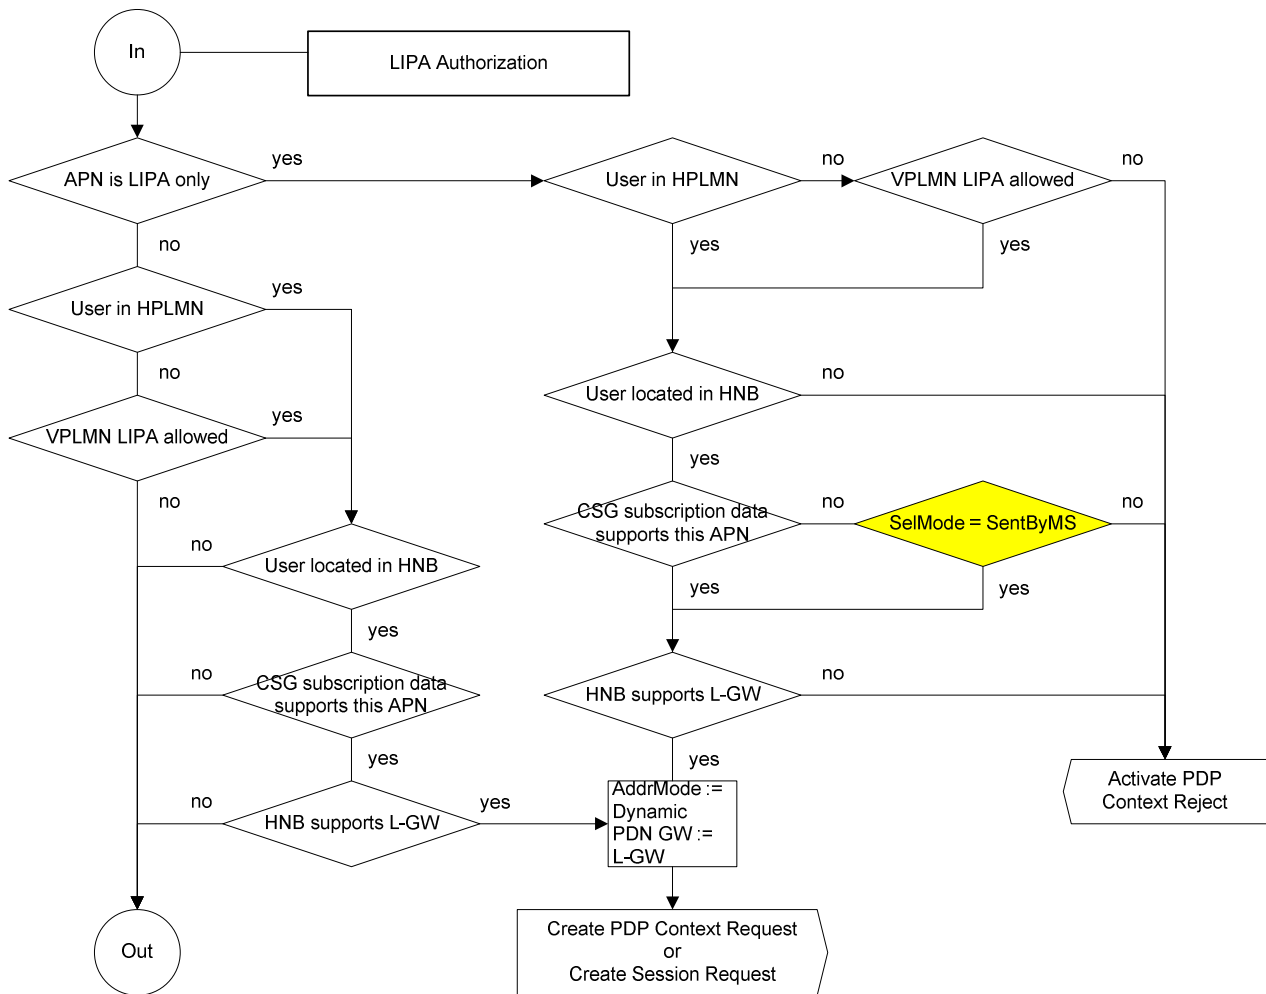 In
LIPA Authorization
APN is LIPA only
yes
User in HPLMN
no
VPLMN LIPA allowed
no
no
yes
yes
User in HPLMN
yes
no
VPLMN LIPA allowed
yes
no
User located in HNB
no
yes
User located in HNB
no
yes
CSG subscription data
supports this APN
no
SelMode = SentByMS
no
yes
yes
CSG subscription data
supports this APN
no
yes
HNB supports L-GW
no
yes
HNB supports L-GW
no
yes
AddrMode :=
Dynamic
PDN GW :=
L-GW
Activate PDP
Context Reject
Out
Create PDP Context Request
or
Create Session Request